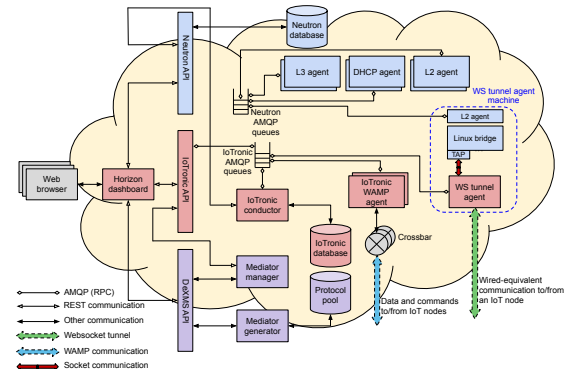 Neutron
database
Neutron API
L3 agent
DHCP agent
L2 agent
WS tunnel agent
machine
Neutron
AMQP
queues
L2 agent
Linux bridge
TAP
IoTronic
AMQP
queues
IoTronic API
Web
browser
Horizon
dashboard
IoTronic
WAMP
agent
WS tunnel
agent
IoTronic
conductor
IoTronic
database
Crossbar
DeXMS API
Mediator
manager
Protocol
pool
Mediator
generator
Data and commands
to/from IoT nodes
Wired-equivalent
communication to/from
an IoT node
AMQP (RPC)
REST communication
Other communication
Websocket tunnel
WAMP communication
Socket communication